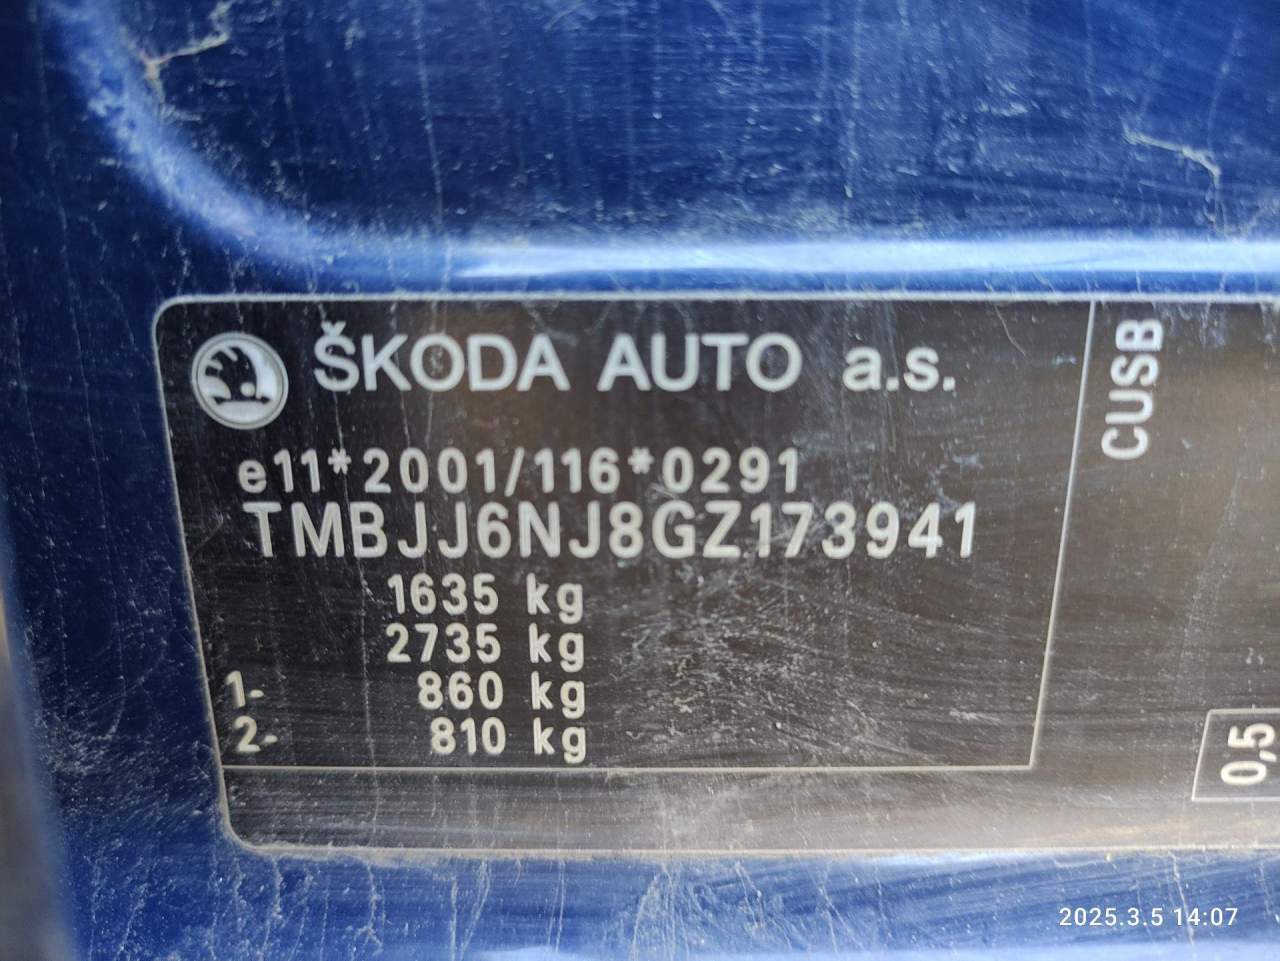 ŠKODA AUTO a.s.
e11*2001/116*0291
TMBJJ6NJ8GZ173941
1635 kg
2735 kg
1- 860 kg
2- 810 kg
CUSB
0,5
2025.3.5 14:07